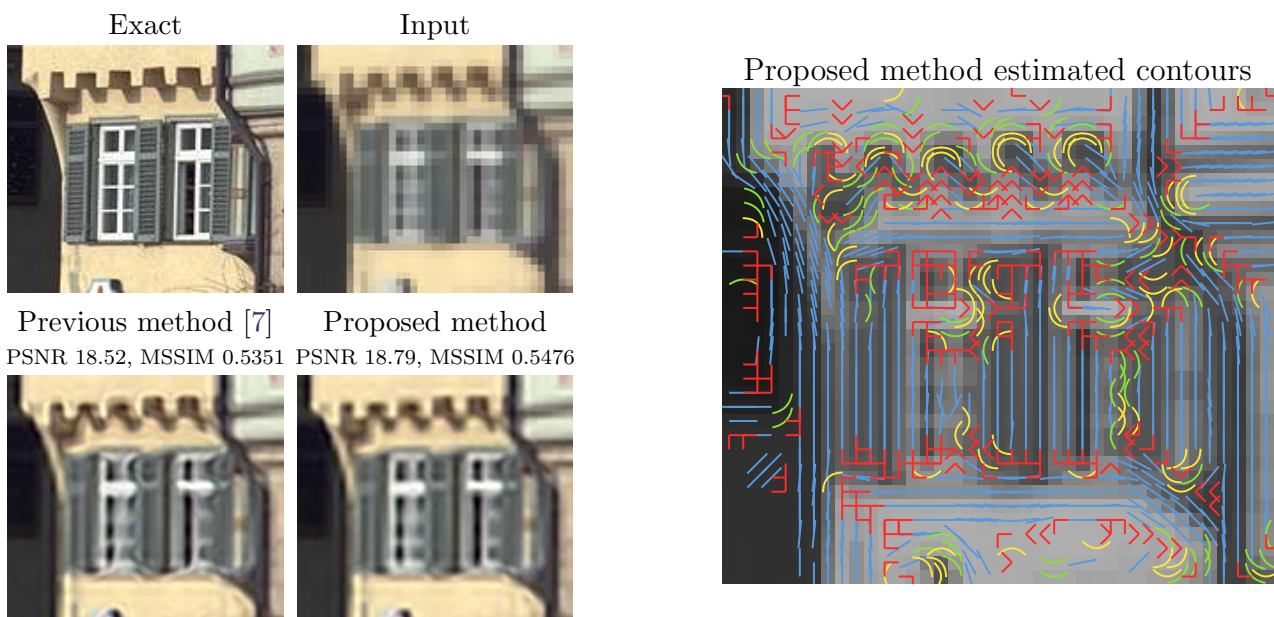 Exact
Input
Previous method [7]
PSNR 18.52, MSSIM 0.5351
Proposed method
PSNR 18.79, MSSIM 0.5476
Proposed method estimated contours